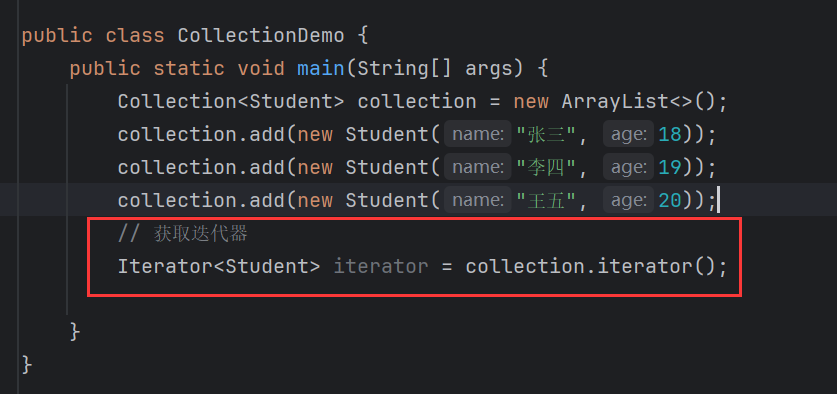 public class CollectionDemo {
public static void main(String[] args) {
Collection<Student> collection = new ArrayList<>();
collection.add(new Student( name: "张三", age: 18));
collection.add(new Student( name: "李四", age: 19));
collection.add(new Student( name: "王五", age: 20));
// 获取迭代器
Iterator<Student> iterator = collection.iterator();
}
}